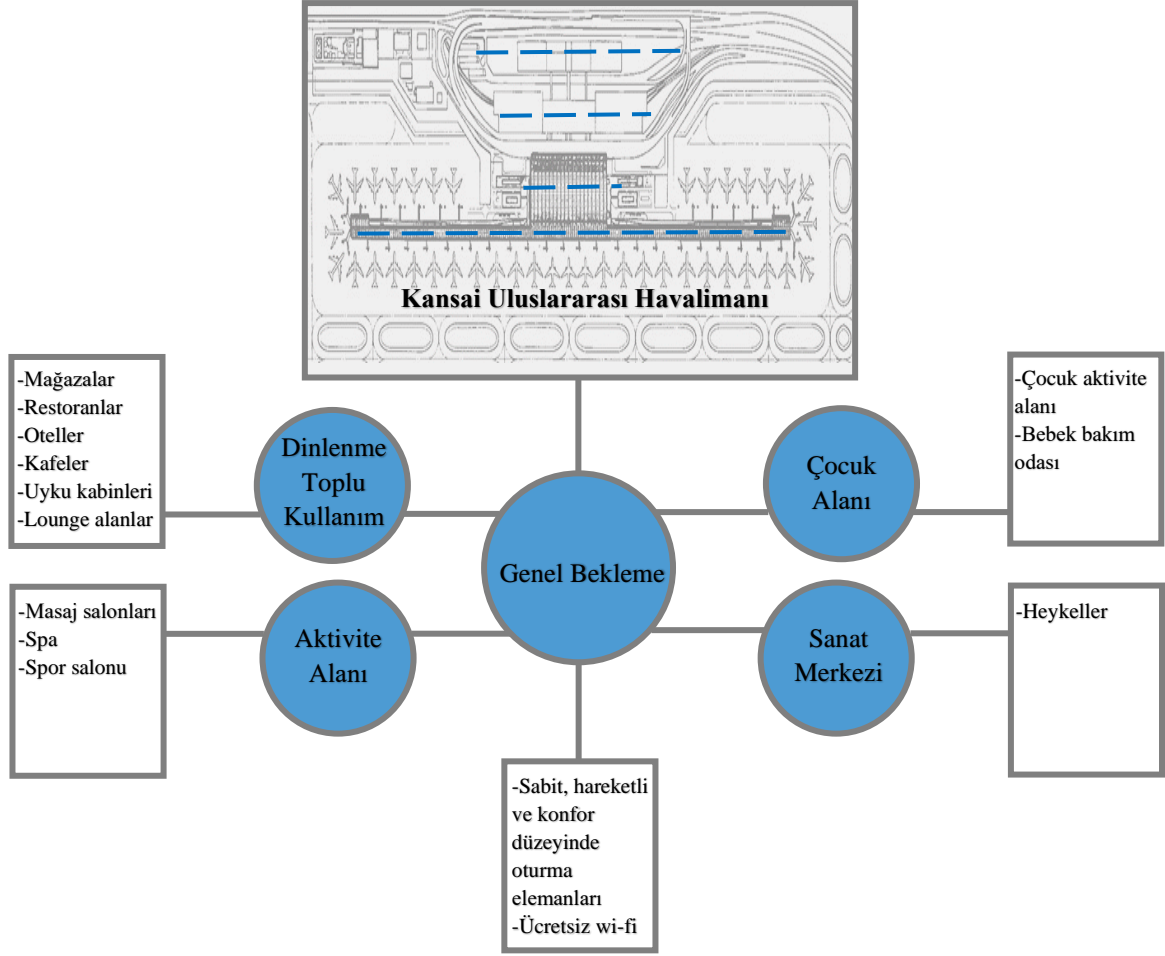 Kansai Uluslararası Havalimanı
-Mağazalar
-Restoranlar
-Oteller
-Kafeler
-Uyku kabinleri
-Lounge alanlar
Dinlenme
Toplu
Kullanım
Çocuk
Alanı
-Çocuk aktivite
alanı
-Bebek bakım
odası
Genel Bekleme
-Masaj salonları
-Spa
-Spor salonu
Aktivite
Alanı
Sanat
Merkezi
-Heykeller
-Sabit, hareketli
ve konfor
düzeyinde
oturma
elemanları
-Ücretsiz wi-fi